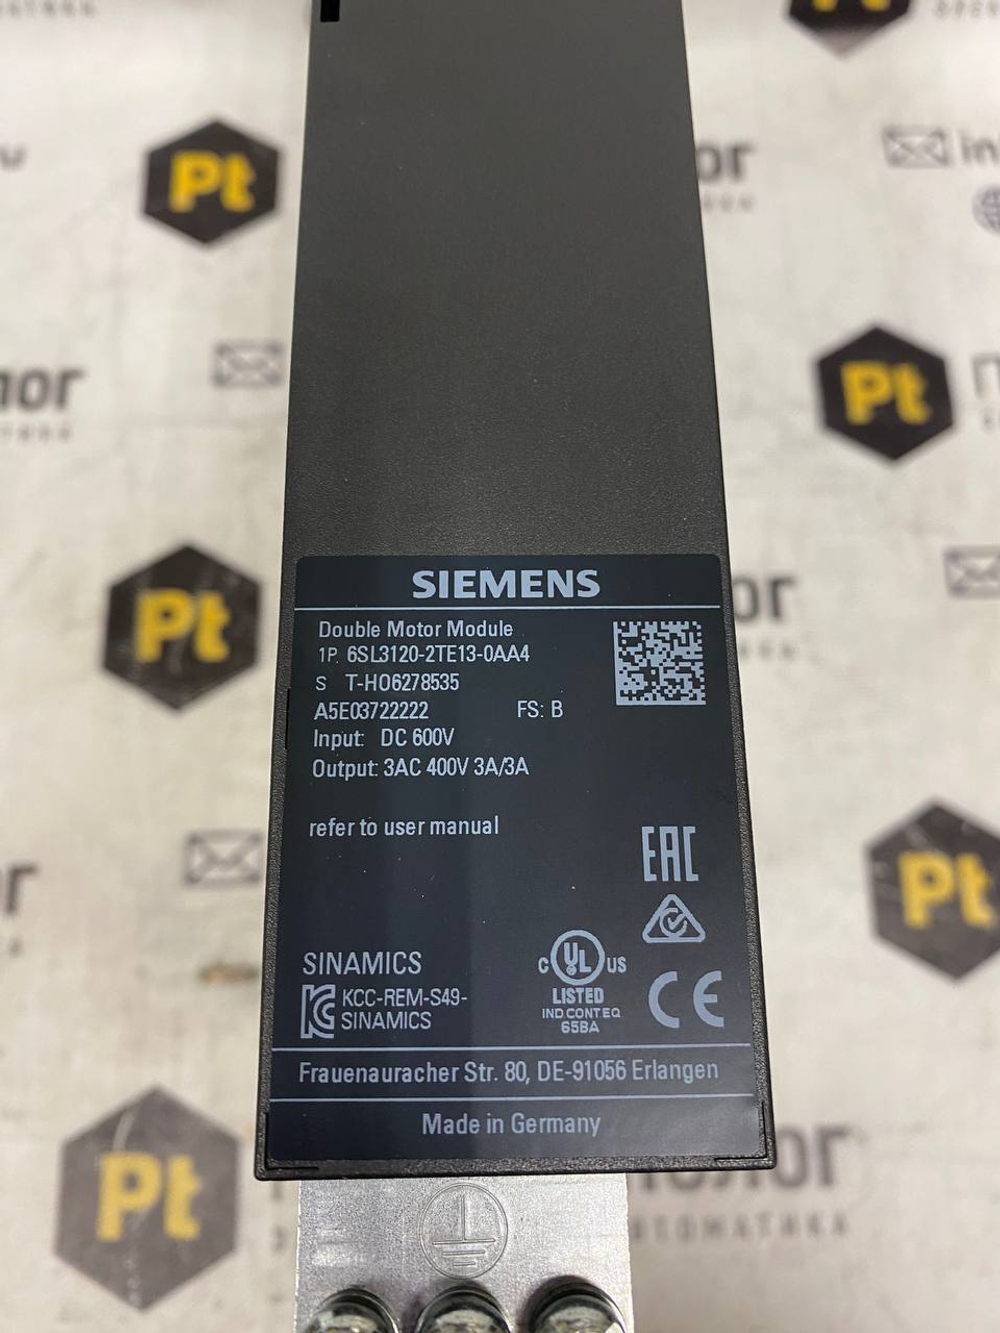 Pt
Pt
Pt
Pt
Pt
SIEMENS
Double Motor Module
1P. 6SL3120-2TE13-0AA4
S T-HO6278535
A5E03722222 FS: B
Input: DC 600V
Output: 3AC 400V 3A/3A
refer to user manual
EAC
SINAMICS
KCC-REM-S49-
SINAMICS
c UL US
LISTED
IND CONT EQ
65BA
CE
Frauenauracher Str. 80, DE-91056 Erlangen
Made in Germany